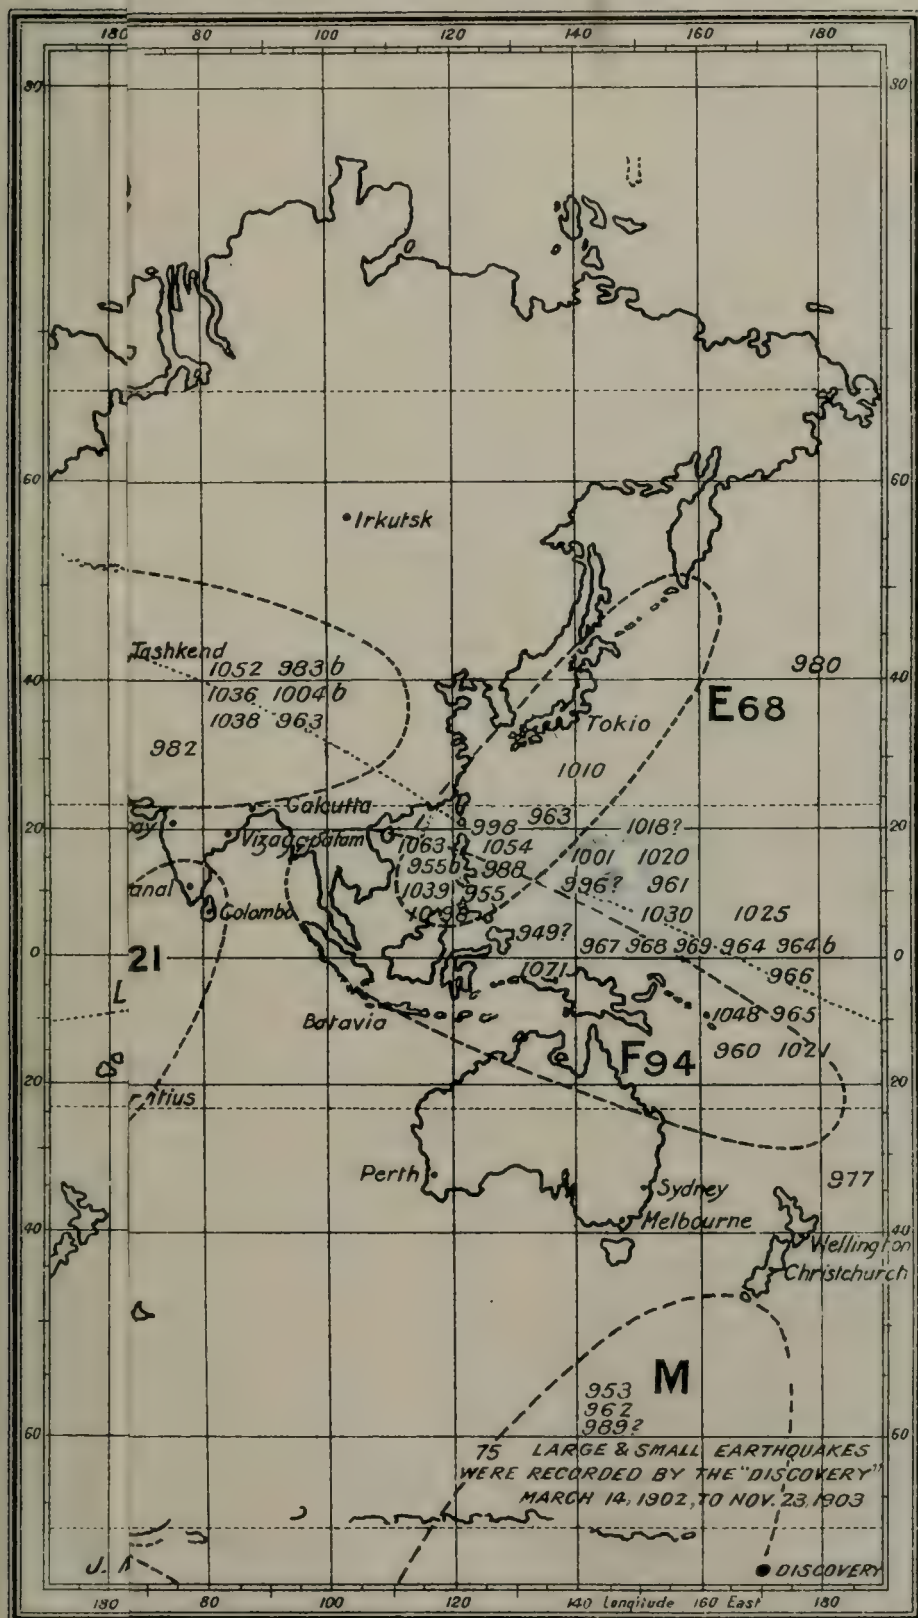 180 80 100 120 140 160 180
80 80
60 60
Irkutsk
Tashkend
1052 983b
980
40 40
1036 1004b
E68
1038 963
Tokio
982
1010
Calcutta
963
20 998 1018? 20
Vizagapatam
1063 1054
1001 1020
955b 988
1039 955 996? 961
Colombo
1030 1025
949?
967 968 969 964 964b
0 21 0
1071 966
L
1048 965
Batavia
F94 960 1021
20 20
Perth
Sydney 977
Melbourne
40 40
Wellington
Christchurch
M
953
962
989?
60 60
75 LARGE & SMALL EARTHQUAKES
WERE RECORDED BY THE "DISCOVERY"
MARCH 14, 1902, TO NOV. 23, 1903
DISCOVERY
180 80 100 120 140 Longitude 160 East 180